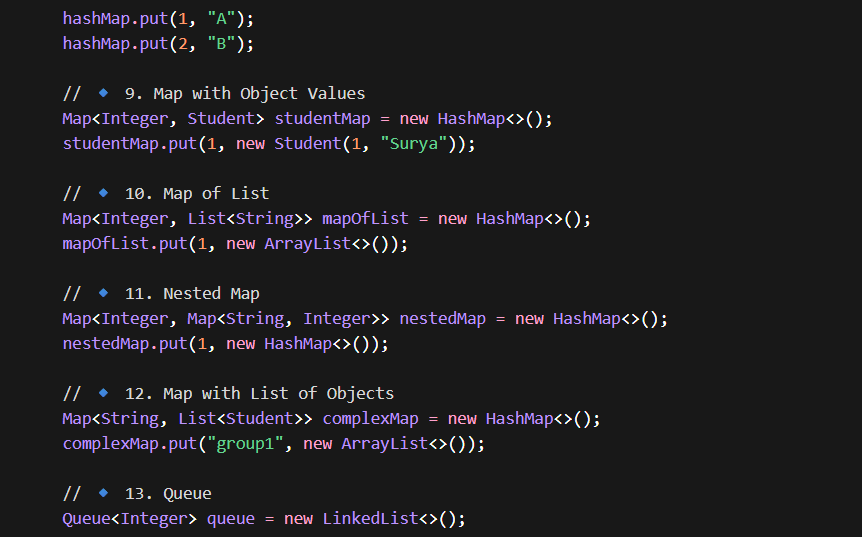 hashMap.put(1, "A");
hashMap.put(2, "B");
// 🔹 9. Map with Object Values
Map<Integer, Student> studentMap = new HashMap<>();
studentMap.put(1, new Student(1, "Surya"));
// 🔹 10. Map of List
Map<Integer, List<String>> mapOfList = new HashMap<>();
mapOfList.put(1, new ArrayList<>());
// 🔹 11. Nested Map
Map<Integer, Map<String, Integer>> nestedMap = new HashMap<>();
nestedMap.put(1, new HashMap<>());
// 🔹 12. Map with List of Objects
Map<String, List<Student>> complexMap = new HashMap<>();
complexMap.put("group1", new ArrayList<>());
// 🔹 13. Queue
Queue<Integer> queue = new LinkedList<>();